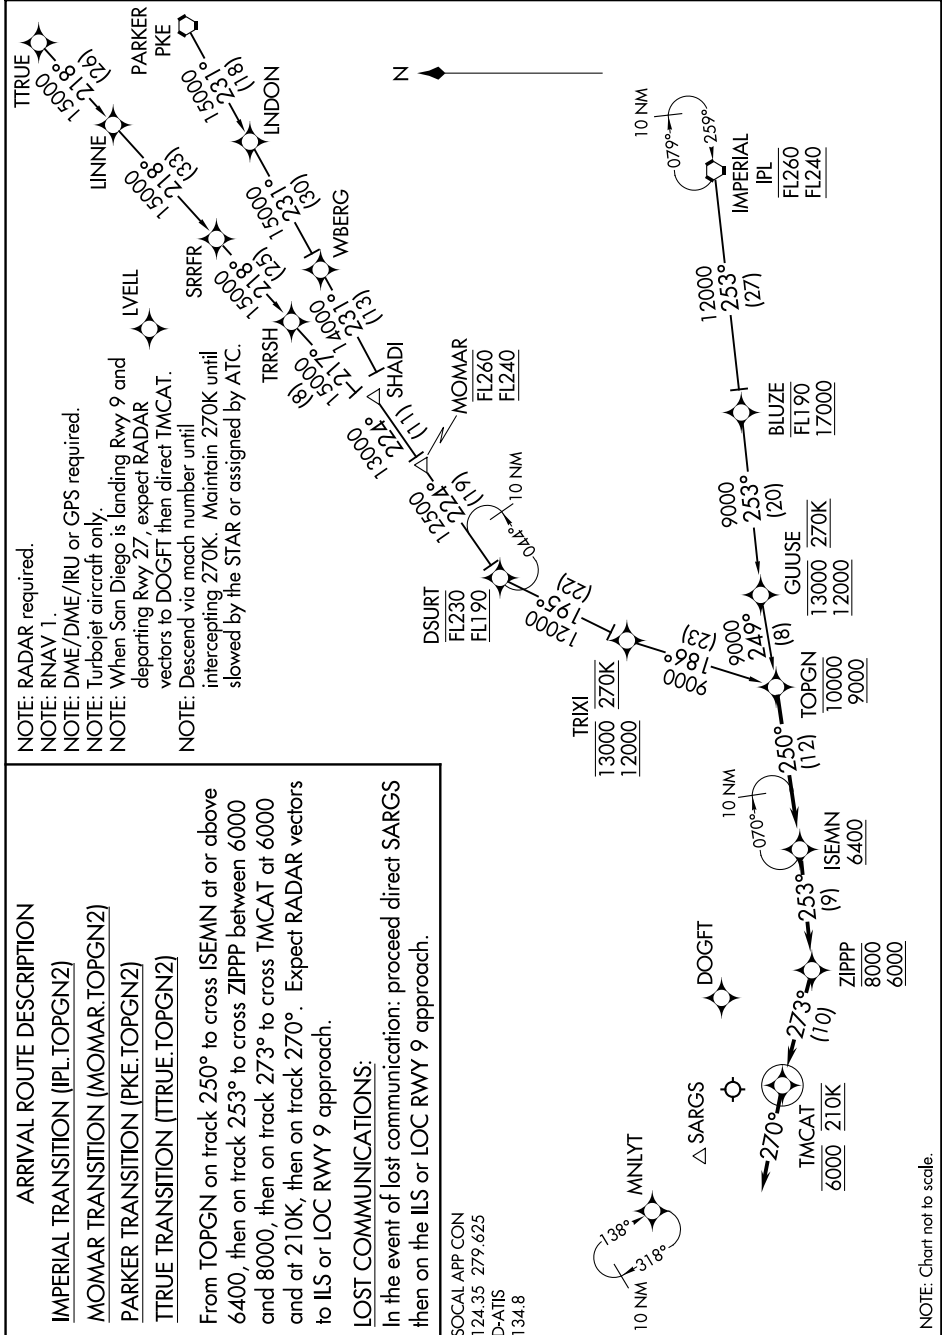 ARRIVAL ROUTE DESCRIPTION
IMPERIAL TRANSITION (IPL.TOPGN2)
MOMAR TRANSITION (MOMAR.TOPGN2)
PARKER TRANSITION (PKE.TOPGN2)
TTRUE TRANSITION (TTRUE.TOPGN2)
From TOPGN on track 250° to cross ISEMN at or above
6400, then on track 253° to cross ZIPPP between 6000
and 8000, then on track 273° to cross TMCAT at 6000
and at 210K, then on track 270°. Expect RADAR vectors
to ILS or LOC RWY 9 approach.
LOST COMMUNICATIONS:
In the event of lost communication: proceed direct SARGS
then on the ILS or LOC RWY 9 approach.
NOTE: RADAR required.
NOTE: RNAV 1.
NOTE: DME/DME/IRU or GPS required.
NOTE: Turbojet aircraft only.
NOTE: When San Diego is landing Rwy 9 and
departing Rwy 27, expect RADAR
vectors to DOGFT then direct TMCAT.
NOTE: Descend via mach number until
intercepting 270K. Maintain 270K until
slowed by the STAR or assigned by ATC.
SOCAL APP CON
124.35 279.625
D-ATIS
134.8
TTRUE
15000
218°
(26)
LINNE
15000
218°
(33)
SRRFR
15000
218°
(25)
TRRSH
15000
217°
(8)
LVELL
PARKER
PKE
15000
231°
(18)
LNDON
15000
231°
(30)
WBERG
14000
231°
(13)
SHADI
13000
224°
(11)
MOMAR
FL260
FL240
12500
224°
(19)
10 NM
044°
DSURT
FL230
FL190
12000
195°
(22)
TRIXI
13000 270K
12000
9000
186°
(23)
N
10 NM
079°
259°
IMPERIAL
IPL
FL260
FL240
12000
253°
(27)
BLUZE
FL190
17000
9000
253°
(20)
GUUSE
13000 270K
12000
9000
249°
(8)
TOPGN
10000
9000
250°
(12)
10 NM
070°
ISEMN
6400
253°
(9)
ZIPPP
8000
6000
273°
(10)
DOGFT
SARGS
TMCAT
6000 210K
270°
MNLYT
138°
318°
10 NM
NOTE: Chart not to scale.